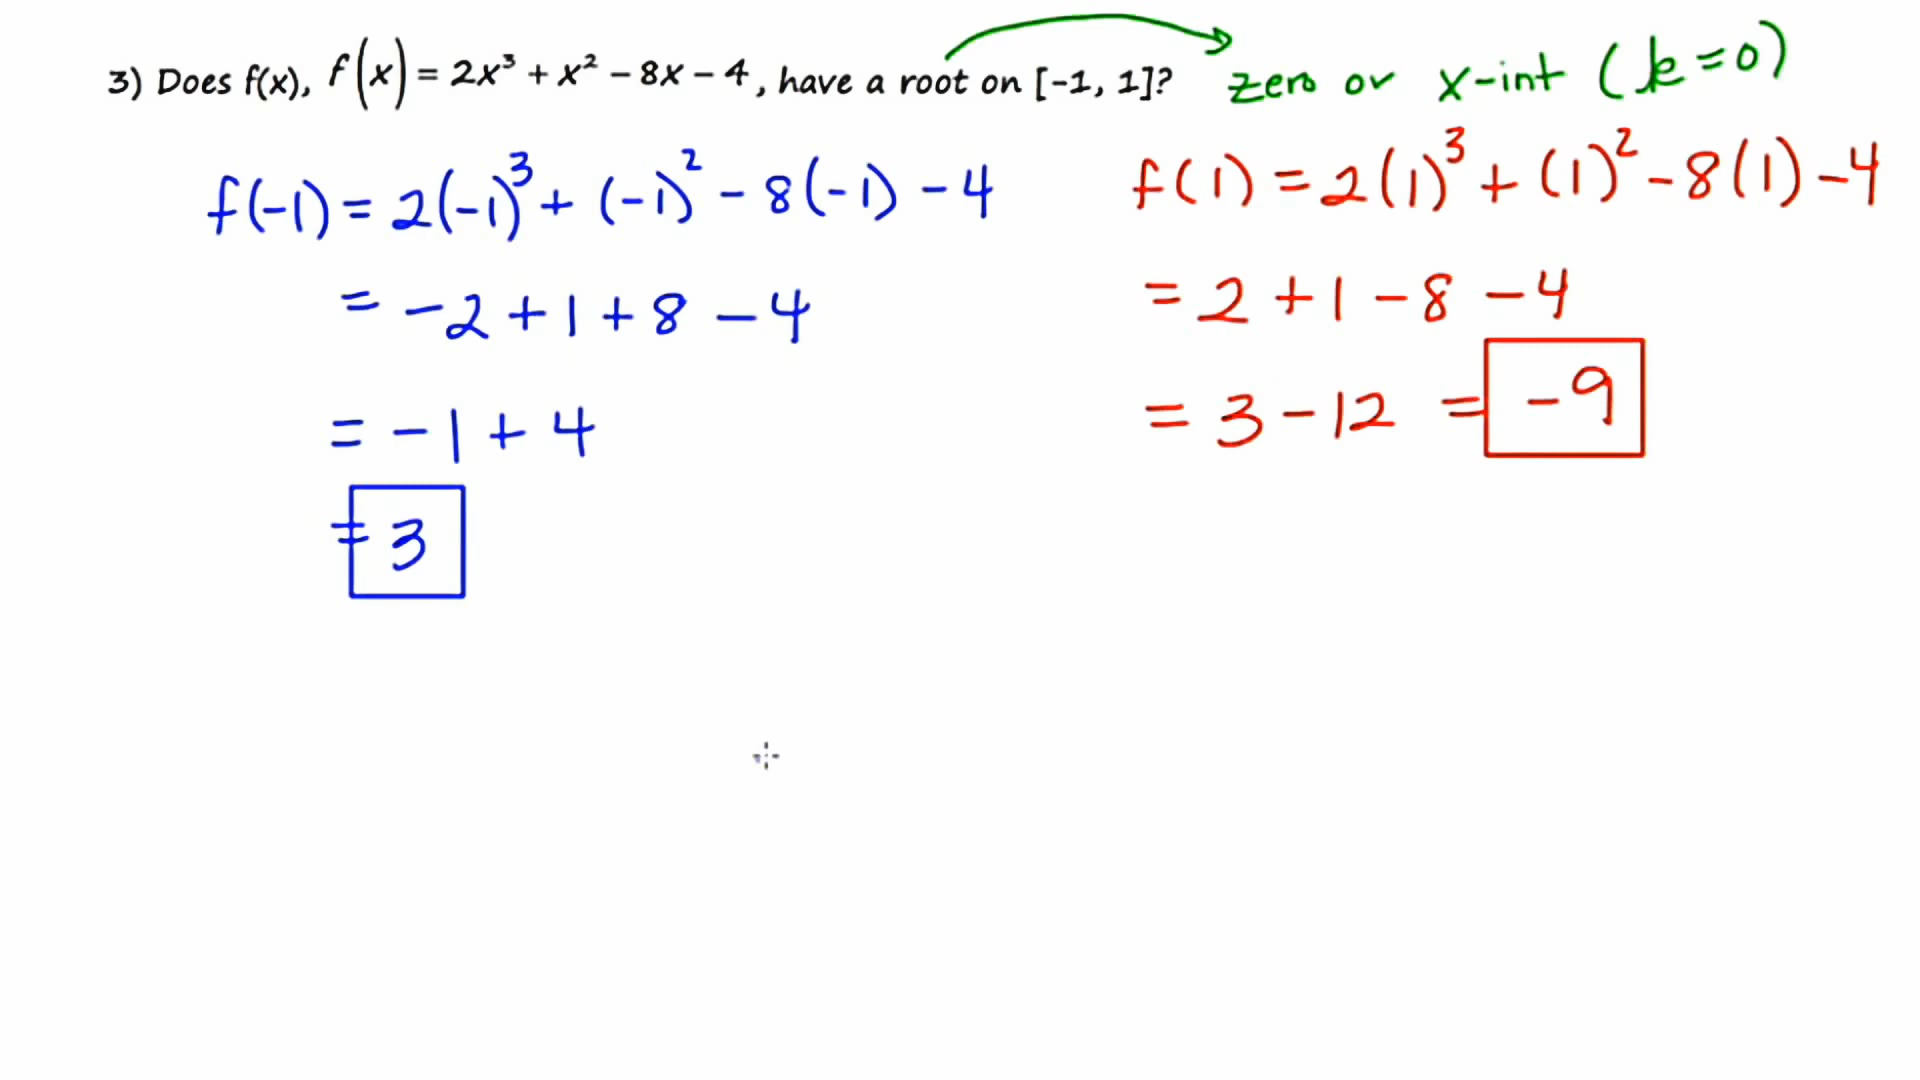 3) Does f(x), f(x) = 2x³ + x² − 8x − 4, have a root on [-1, 1]?
zero or x-int (k=0)
f(-1) = 2(-1)³ + (-1)² - 8(-1) - 4
= -2 + 1 + 8 - 4
= -1 + 4
= 3
f(1) = 2(1)³ + (1)² - 8(1) - 4
= 2 + 1 - 8 - 4
= 3 - 12 = -9